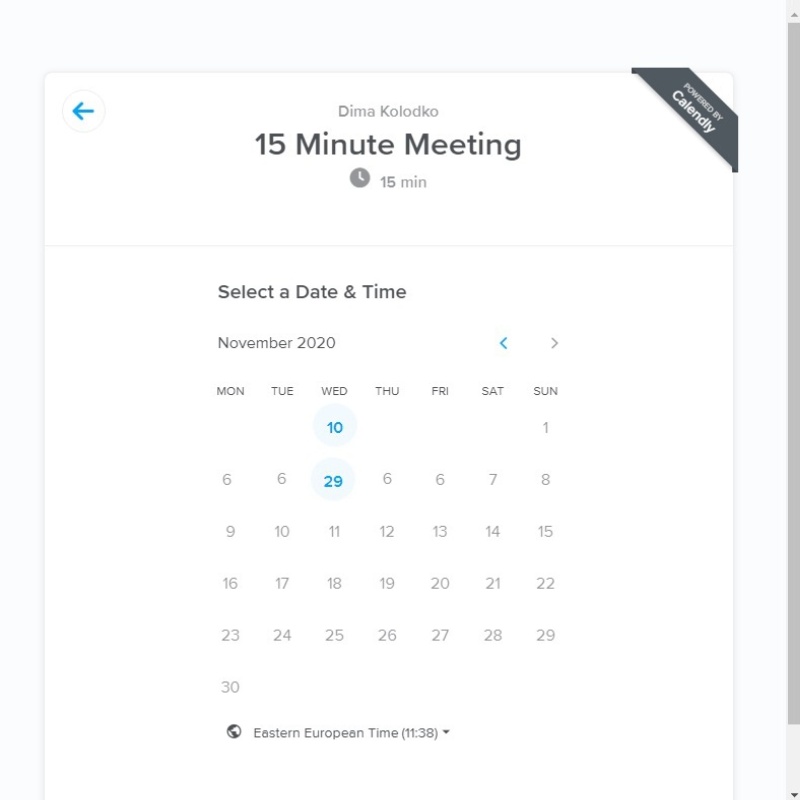 POWERED BY
Calendly
Dima Kolodko
15 Minute Meeting
15 min
Select a Date & Time
November 2020
MON TUE WED THU FRI SAT SUN
10 1
6 6 29 6 6 7 8
9 10 11 12 13 14 15
16 17 18 19 20 21 22
23 24 25 26 27 28 29
30
Eastern European Time (11:38)